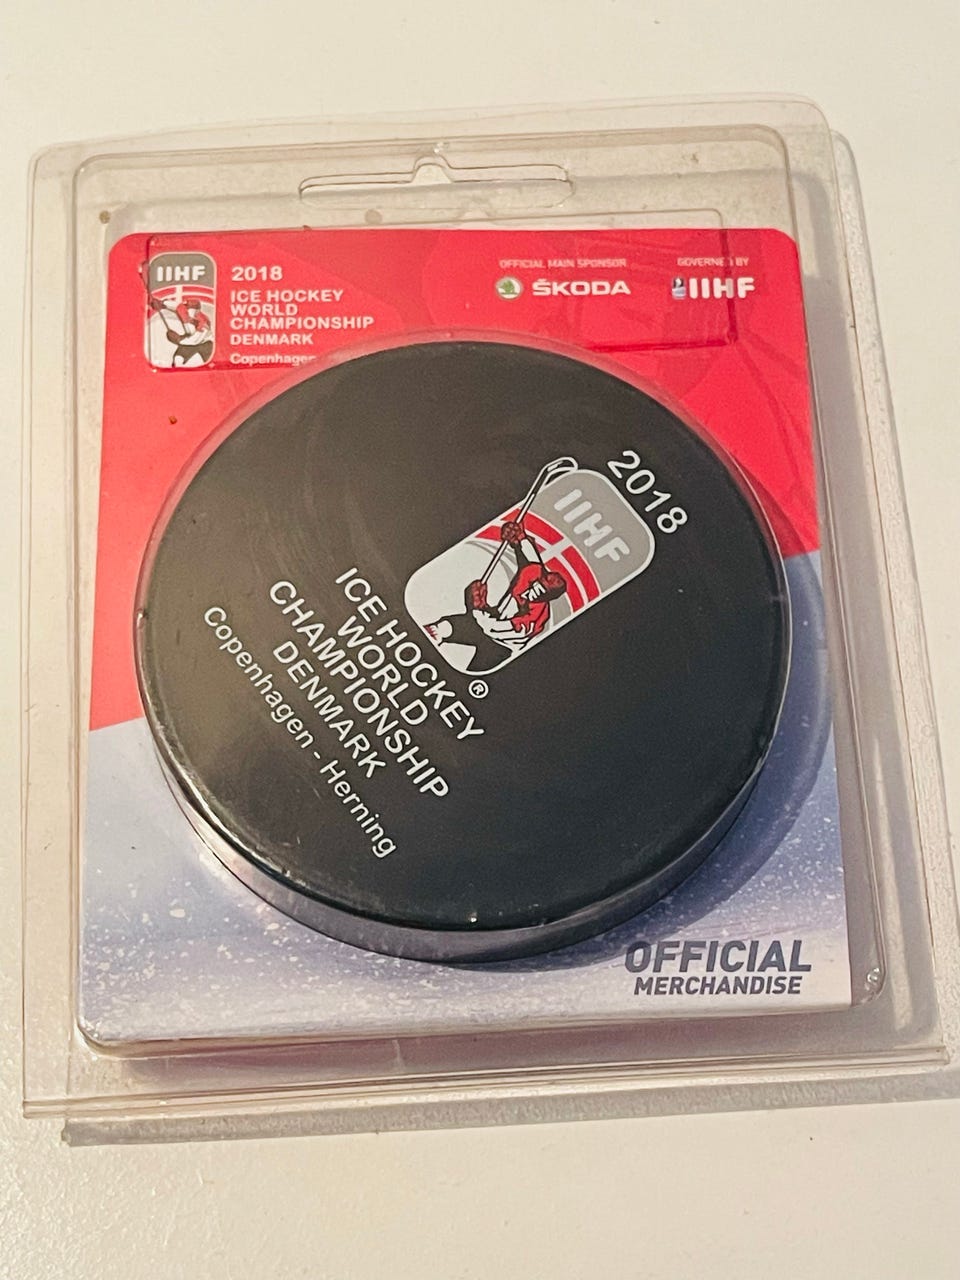 IIHF
2018
ICE HOCKEY
WORLD
CHAMPIONSHIP
DENMARK
Copenhagen
OFFICIAL MAIN SPONSOR
ŠKODA
GOVERNED BY
IIHF
2018
IIHF
®
ICE HOCKEY
WORLD
CHAMPIONSHIP
DENMARK
Copenhagen - Herning
OFFICIAL
MERCHANDISE